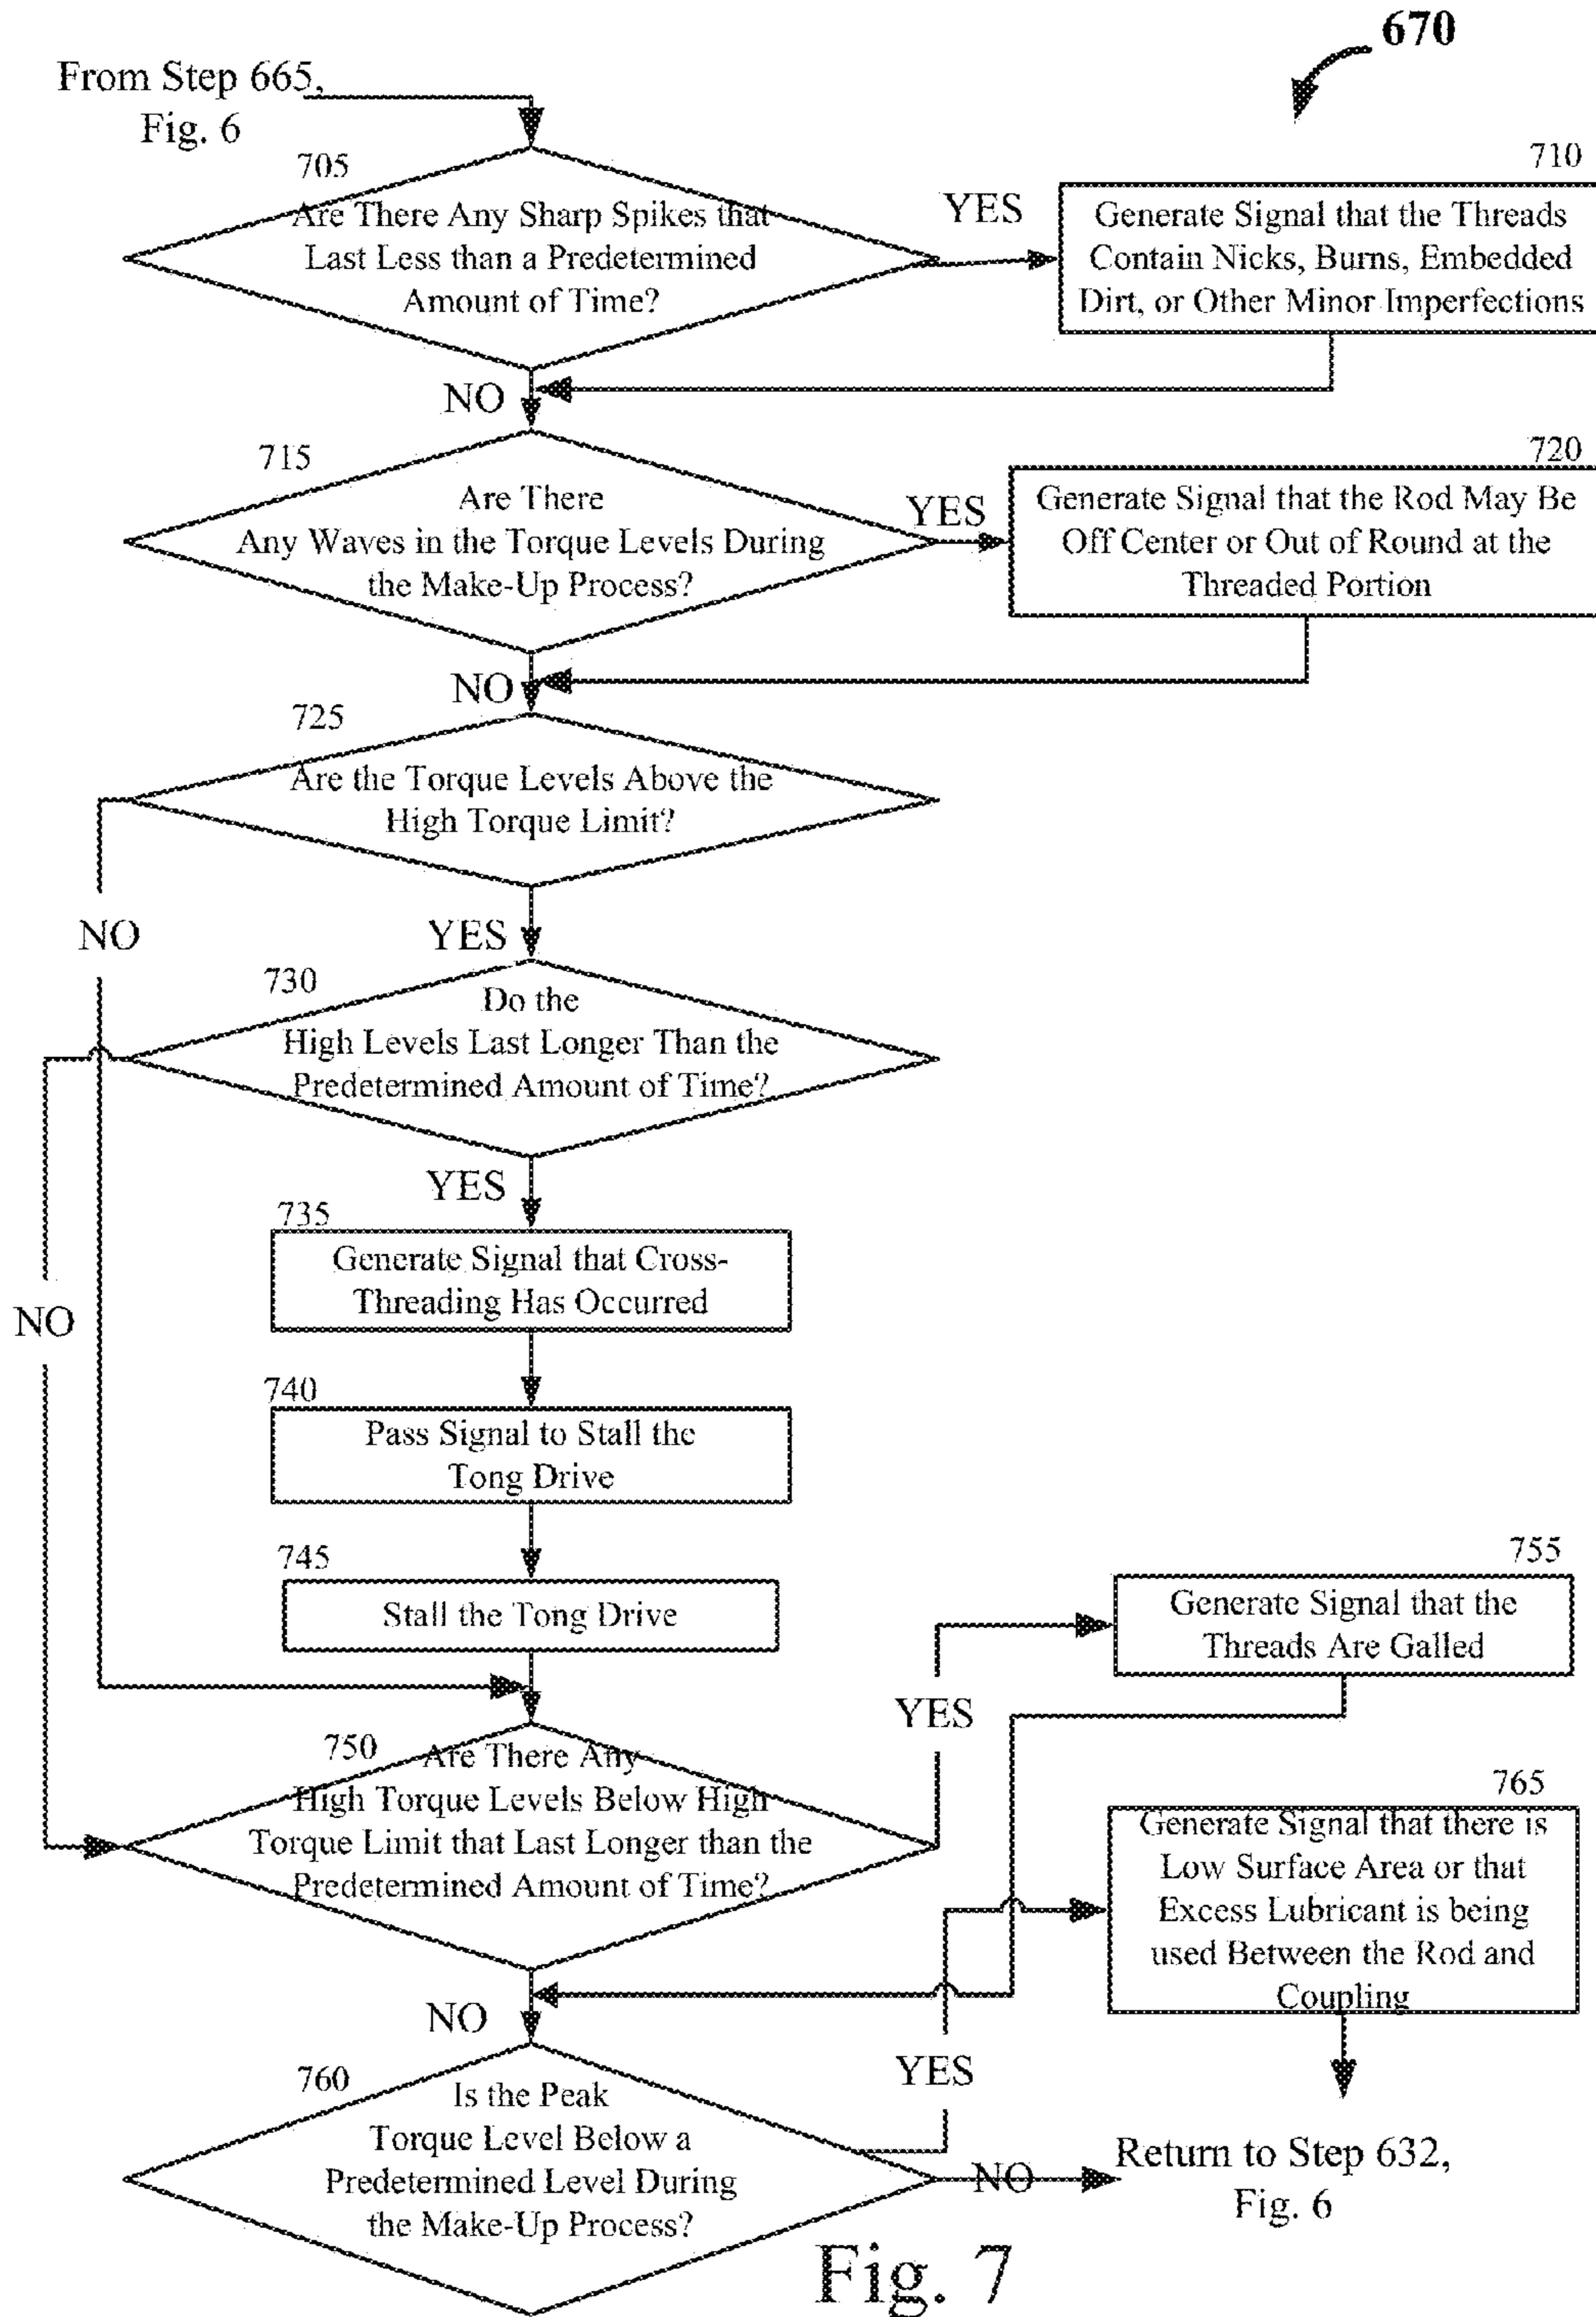 670
From Step 665,
Fig. 6
705
Are There Any Sharp Spikes that
Last Less than a Predetermined
Amount of Time?
YES
710
Generate Signal that the Threads
Contain Nicks, Burns, Embedded
Dirt, or Other Minor Imperfections
NO
715
Are There
Any Waves in the Torque Levels During
the Make-Up Process?
YES
720
Generate Signal that the Rod May Be
Off Center or Out of Round at the
Threaded Portion
NO
725
Are the Torque Levels Above the
High Torque Limit?
NO
YES
730
Do the
High Levels Last Longer Than the
Predetermined Amount of Time?
NO
YES
735
Generate Signal that Cross-
Threading Has Occurred
740
Pass Signal to Stall the
Tong Drive
745
Stall the Tong Drive
750
Are There Any
High Torque Levels Below High
Torque Limit that Last Longer than the
Predetermined Amount of Time?
YES
755
Generate Signal that the
Threads Are Galled
NO
760
Is the Peak
Torque Level Below a
Predetermined Level During
the Make-Up Process?
YES
765
Generate Signal that there is
Low Surface Area or that
Excess Lubricant is being
used Between the Rod and
Coupling
NO
Return to Step 632,
Fig. 6
Fig. 7